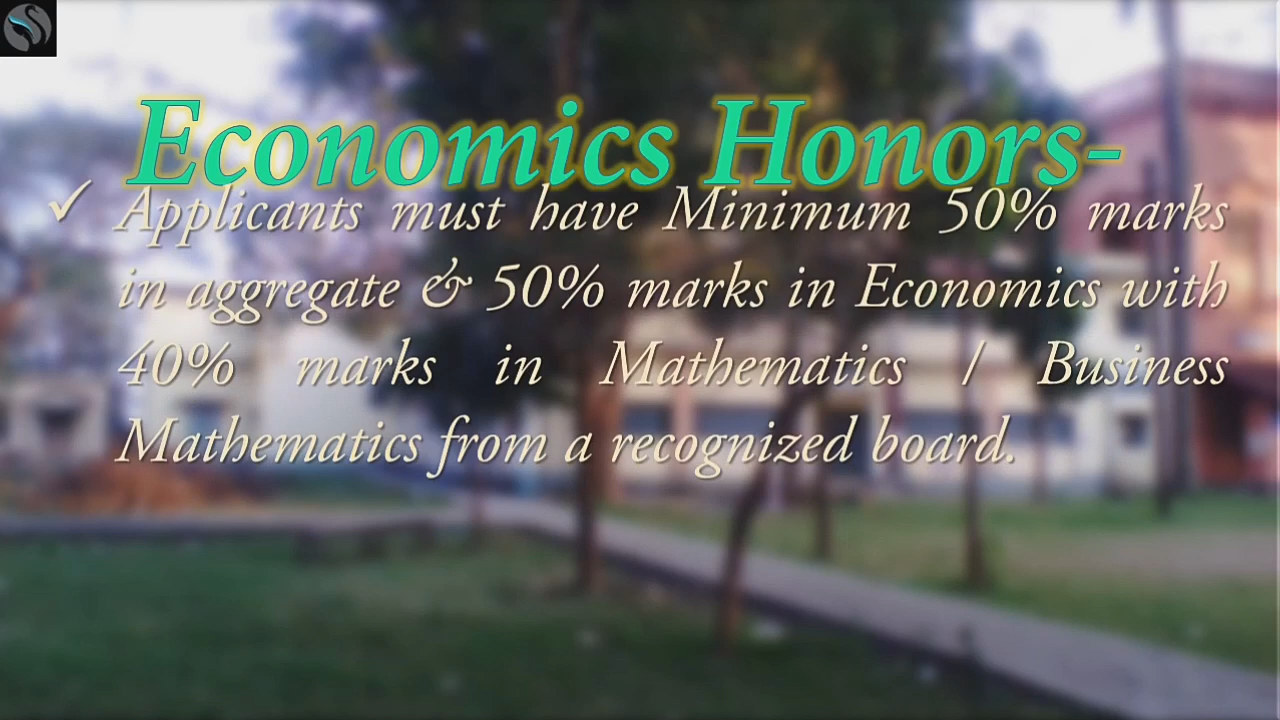 Economics Honors-
✓ Applicants must have Minimum 50% marks
in aggregate & 50% marks in Economics with
40% marks in Mathematics / Business
Mathematics from a recognized board.